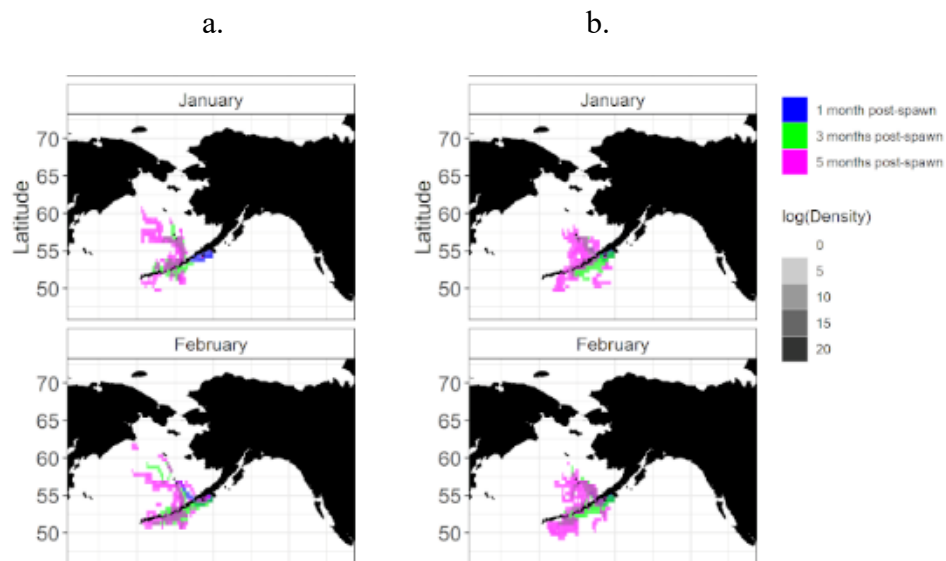 a.
b.
January
January
Latitude
70
65
60
55
50
70
65
60
55
50
1 month post-spawn
3 months post-spawn
5 months post-spawn
log(Density)
0
5
10
15
20
February
February
Latitude
70
65
60
55
50
70
65
60
55
50